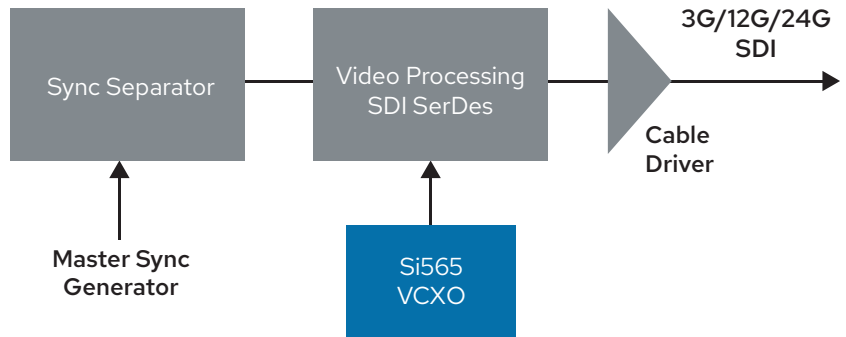 Sync Separator
Master Sync
Generator
Video Processing
SDI SerDes
Si565
VCXO
Cable
Driver
3G/12G/24G
SDI